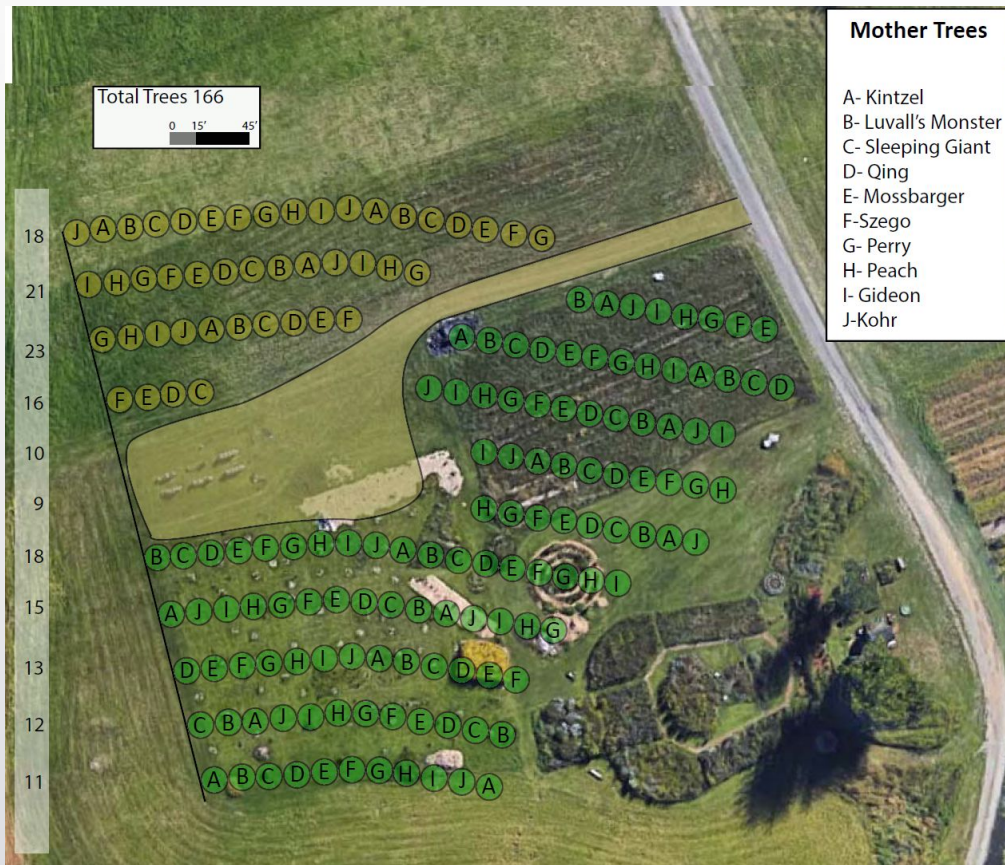 Mother Trees
A- Kintzel
B- Luvall's Monster
C- Sleeping Giant
D- Qing
E- Mossbarger
F-Szego
G- Perry
H- Peach
I- Gideon
J-Kohr
Total Trees 166
0 15' 45'
18 J A B C D E F G H I J A B C D E F G
21 I H G F E D C B A J I H G
B A J I H G F E
23 G H I J A B C D E F
A B C D E F G H I A B C D
16 F E D C
J I H G F E D C B A J I
10 I J A B C D E F G H
9 H G F E D C B A J
18 B C D E F G H I J A B C D E F G H I
15 A J I H G F E D C B A J I H G
13 D E F G H I J A B C D E F
12 C B A J I H G F E D C B
11 A B C D E F G H I J A